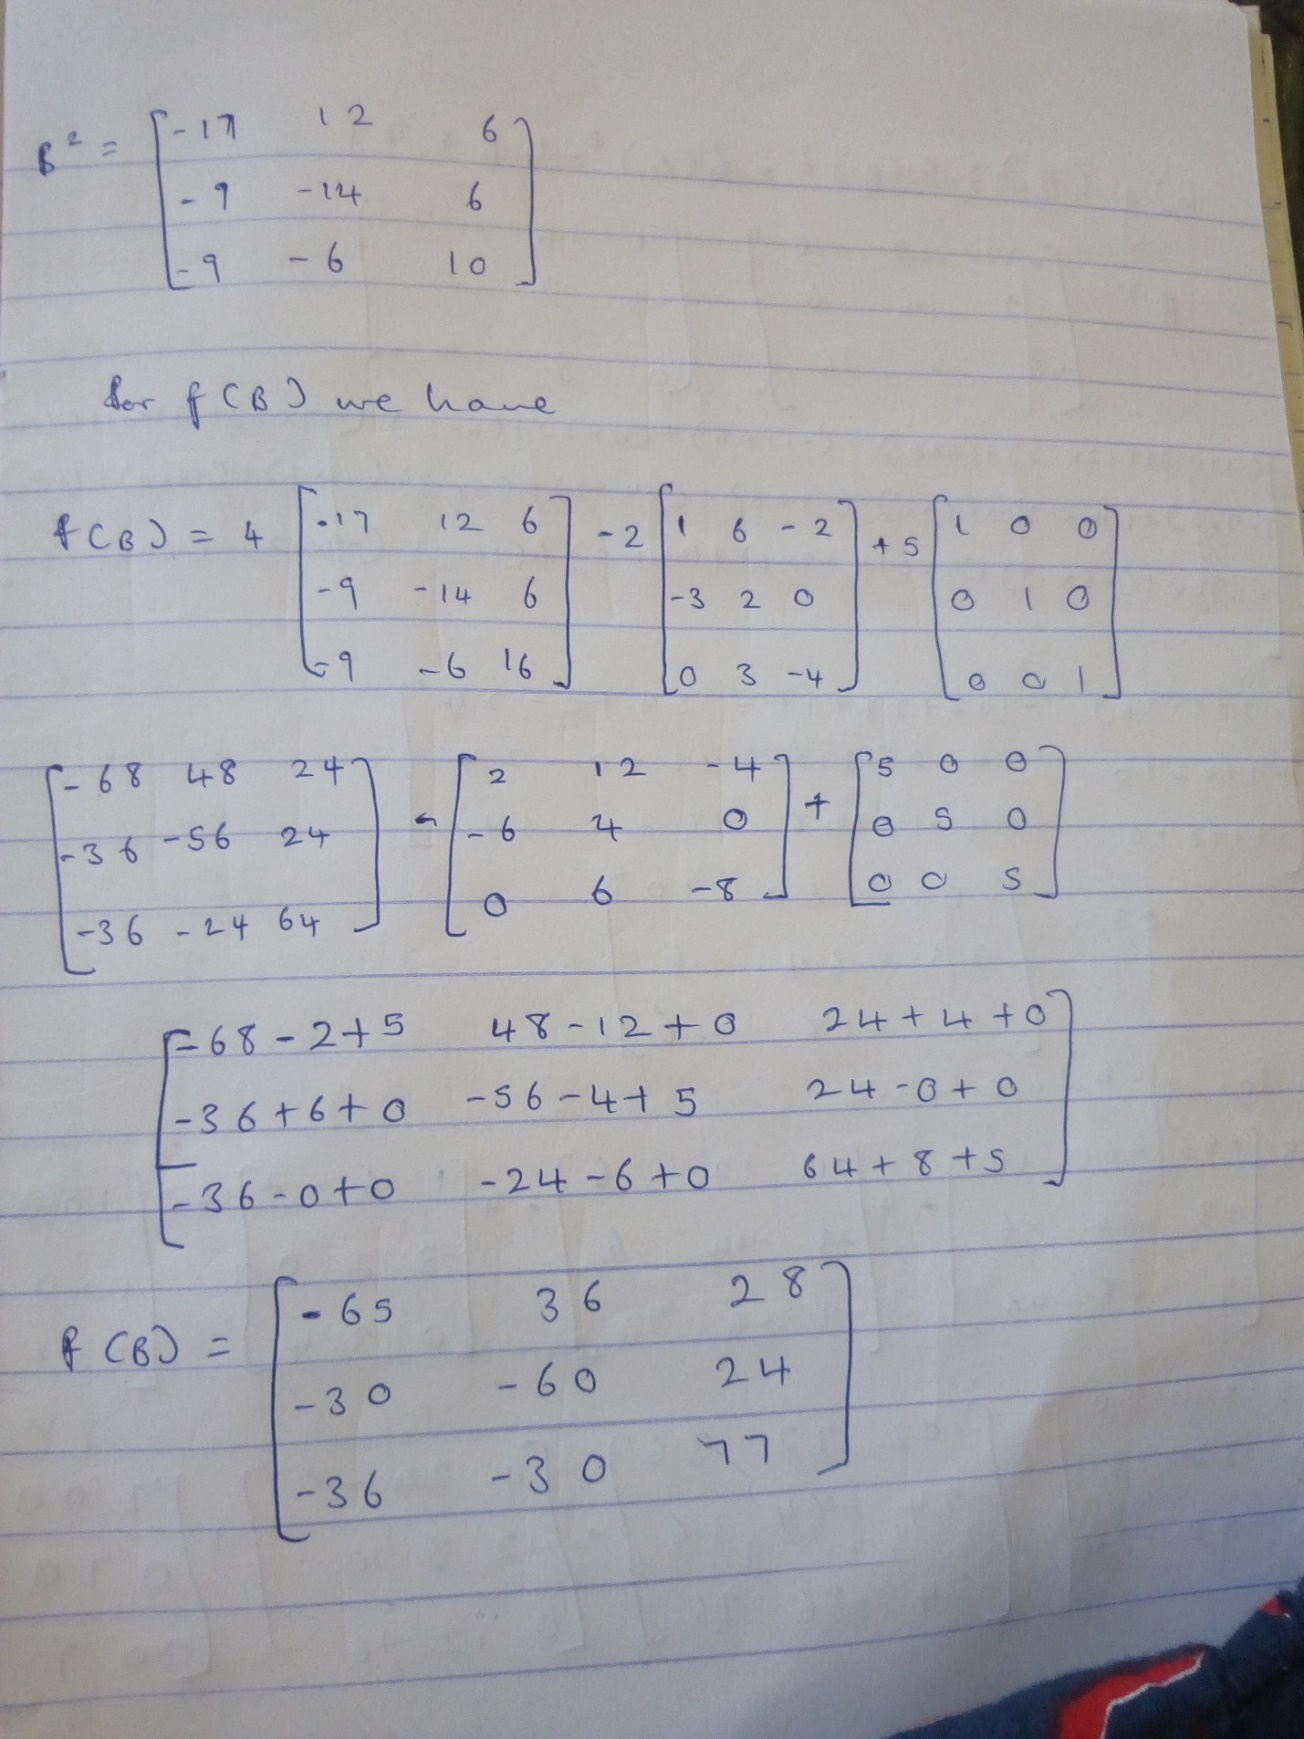 B² = [-17 12 6]
[-9 -14 6]
[-9 -6 10]
for f(B) we have
f(B) = 4 [-17 12 6] -2 [1 6 -2] +5 [1 0 0]
[-9 -14 6] [-3 2 0] [0 1 0]
[-9 -6 16] [0 3 -4] [0 0 1]
[-68 48 24] - [2 12 -4] + [5 0 0]
[-36 -56 24] [-6 4 0] [0 5 0]
[-36 -24 64] [0 6 -8] [0 0 5]
[-68-2+5 48-12+0 24+4+0]
[-36+6+0 -56-4+5 24-0+0]
[-36-0+0 -24-6+0 64+8+5]
f(B) = [-65 36 28]
[-30 -60 24]
[-36 -30 77]